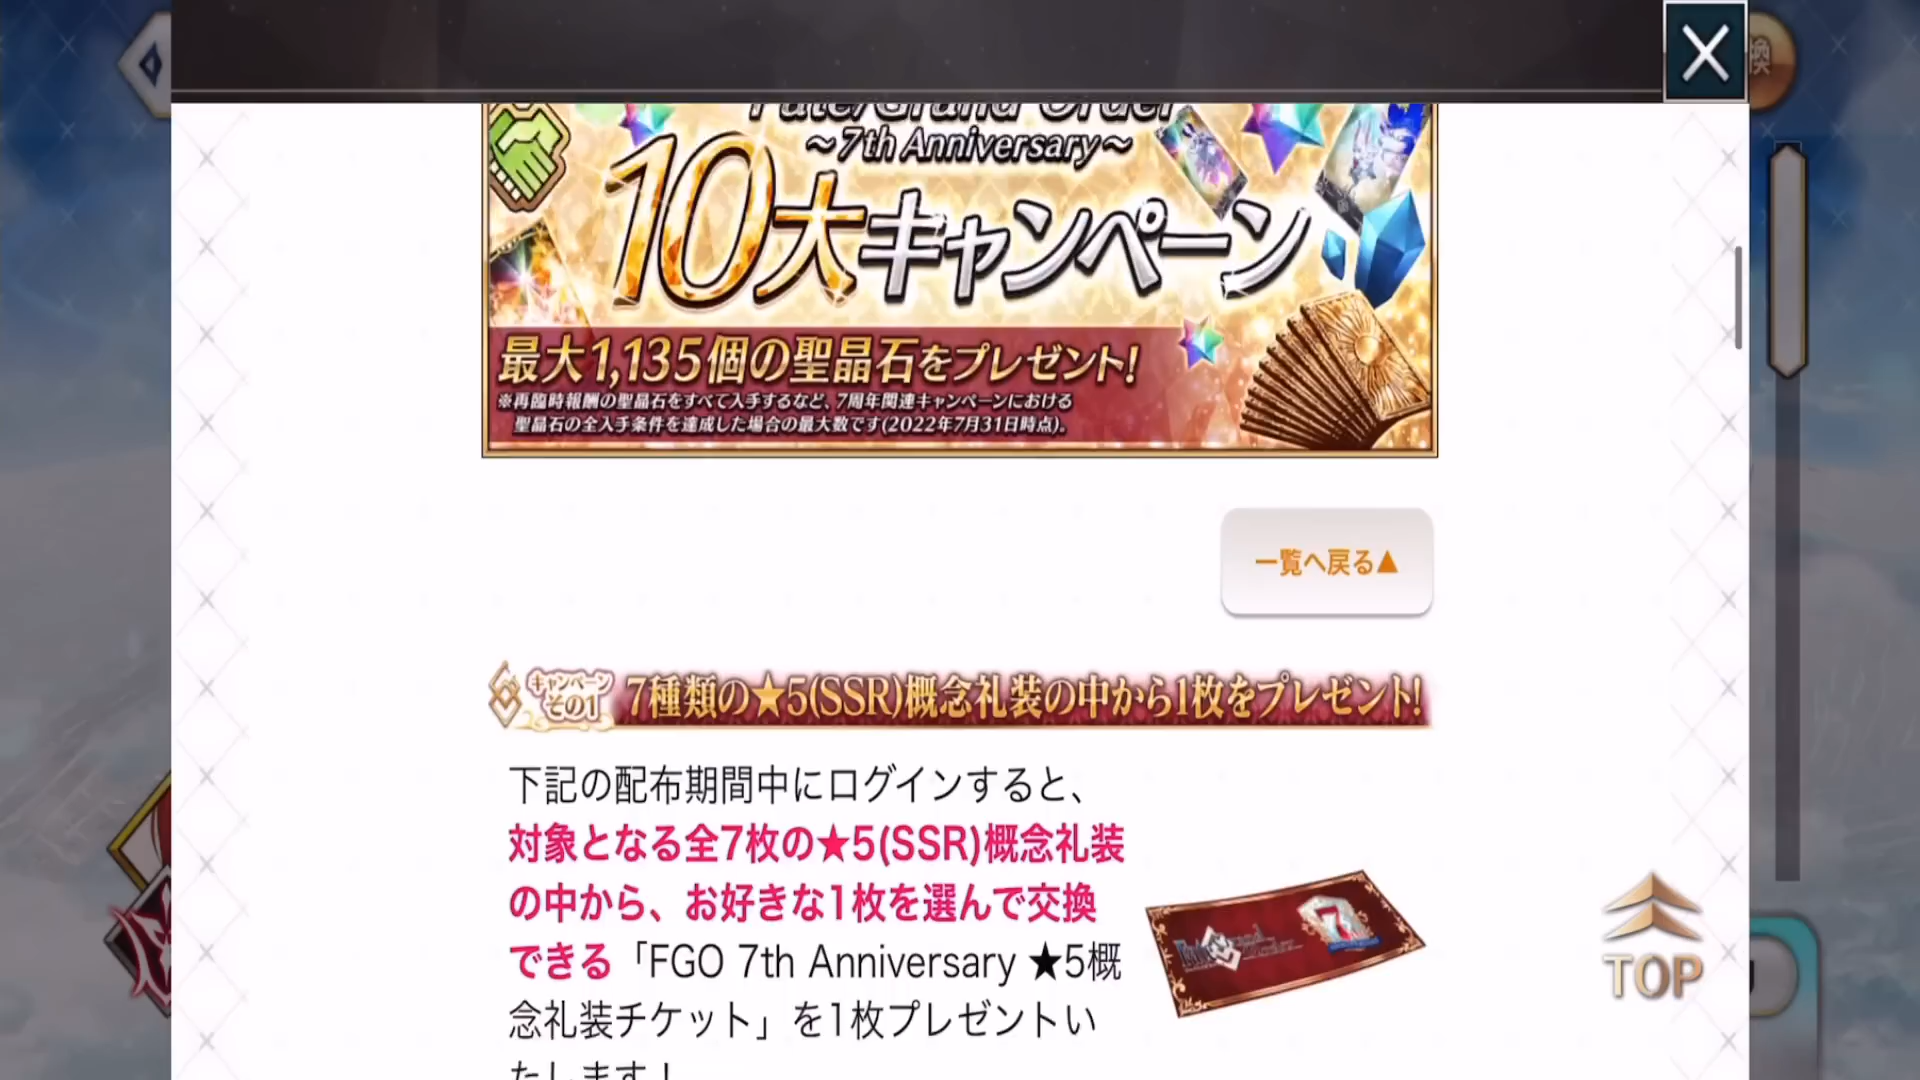 Fate/Grand Order
～7th Anniversary～
10大キャンペーン
最大1,135個の聖晶石をプレゼント!
※再臨時報酬の聖晶石をすべて入手するなど、7周年関連キャンペーンにおける
聖晶石の全入手条件を達成した場合の最大数です(2022年7月31日時点)。
一覧へ戻る▲
キャンペーン
その1
7種類の★5(SSR)概念礼装の中から1枚をプレゼント!
下記の配布期間中にログインすると、
対象となる全7枚の★5(SSR)概念礼装
の中から、お好きな1枚を選んで交換
できる「FGO 7th Anniversary ★5概
念礼装チケット」を1枚プレゼントい
たします！
TOP